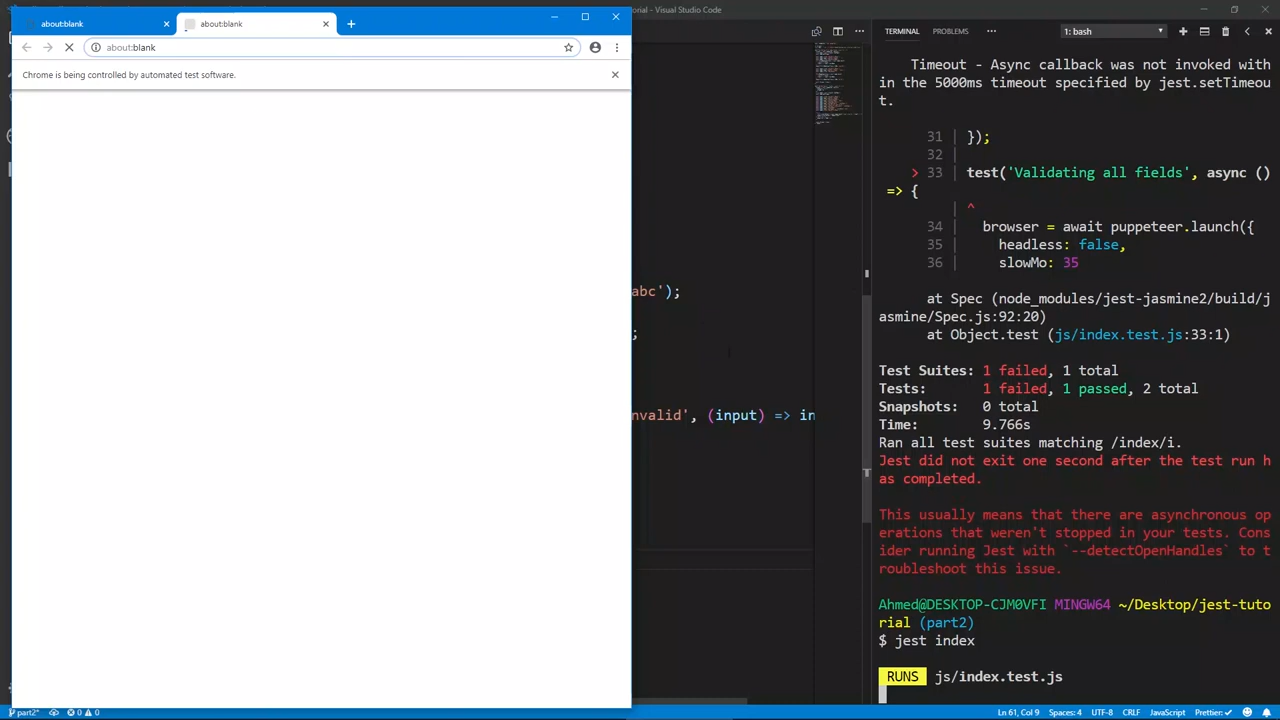 about:blank
about:blank
about:blank
Chrome is being controlled by automated test software.
orial - Visual Studio Code
TERMINAL
PROBLEMS
1: bash
Timeout - Async callback was not invoked with
in the 5000ms timeout specified by jest.setTimeou
t.
31 | });
32 |
> 33 | test('Validating all fields', async ()
=> {
| ^
34 | browser = await puppeteer.launch({
35 | headless: false,
36 | slowMo: 35
at Spec (node_modules/jest-jasmine2/build/j
asmine/Spec.js:92:20)
at Object.test (js/index.test.js:33:1)
Test Suites: 1 failed, 1 total
Tests: 1 failed, 1 passed, 2 total
Snapshots: 0 total
Time: 9.766s
Ran all test suites matching /index/i.
Jest did not exit one second after the test run h
as completed.
This usually means that there are asynchronous op
erations that weren't stopped in your tests. Cons
ider running Jest with `--detectOpenHandles` to t
roubleshoot this issue.
Ahmed@DESKTOP-CJM0VFI MINGW64 ~/Desktop/jest-tuto
rial (part2)
$ jest index
RUNS js/index.test.js
abc');
;
nvalid', (input) => in
part2*
0
0
Ln 61, Col 9
Spaces: 4
UTF-8
CRLF
JavaScript
Prettier: ✓